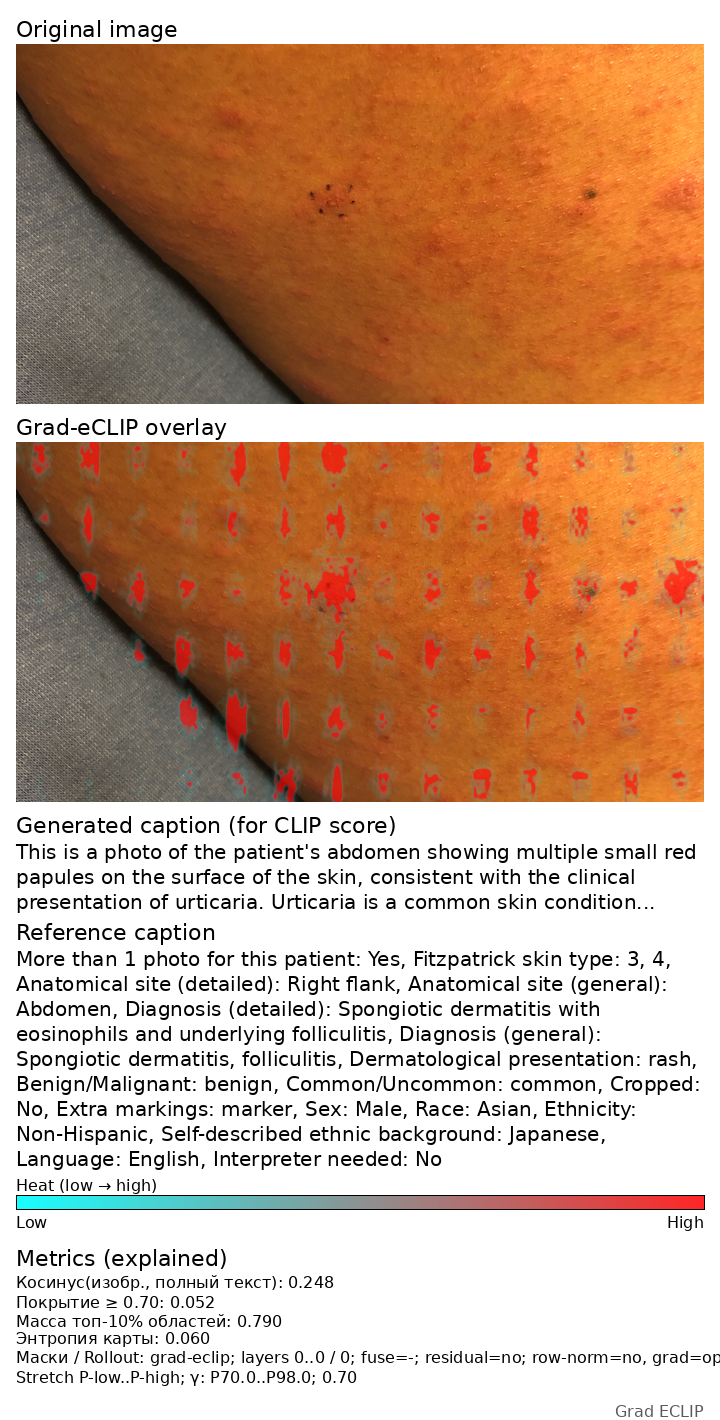 Original image
Grad-eCLIP overlay
Generated caption (for CLIP score)
This is a photo of the patient's abdomen showing multiple small red
papules on the surface of the skin, consistent with the clinical
presentation of urticaria. Urticaria is a common skin condition...
Reference caption
More than 1 photo for this patient: Yes, Fitzpatrick skin type: 3, 4,
Anatomical site (detailed): Right flank, Anatomical site (general):
Abdomen, Diagnosis (detailed): Spongiotic dermatitis with
eosinophils and underlying folliculitis, Diagnosis (general):
Spongiotic dermatitis, folliculitis, Dermatological presentation: rash,
Benign/Malignant: benign, Common/Uncommon: common, Cropped:
No, Extra markings: marker, Sex: Male, Race: Asian, Ethnicity:
Non-Hispanic, Self-described ethnic background: Japanese,
Language: English, Interpreter needed: No
Heat (low → high)
Low High
Metrics (explained)
Косинус(изобр., полный текст): 0.248
Покрытие ≥ 0.70: 0.052
Масса топ-10% областей: 0.790
Энтропия карты: 0.060
Маски / Rollout: grad-eclip; layers 0..0 / 0; fuse=-; residual=no; row-norm=no, grad=op
Stretch P-low..P-high; γ: P70.0..P98.0; 0.70
Grad ECLIP